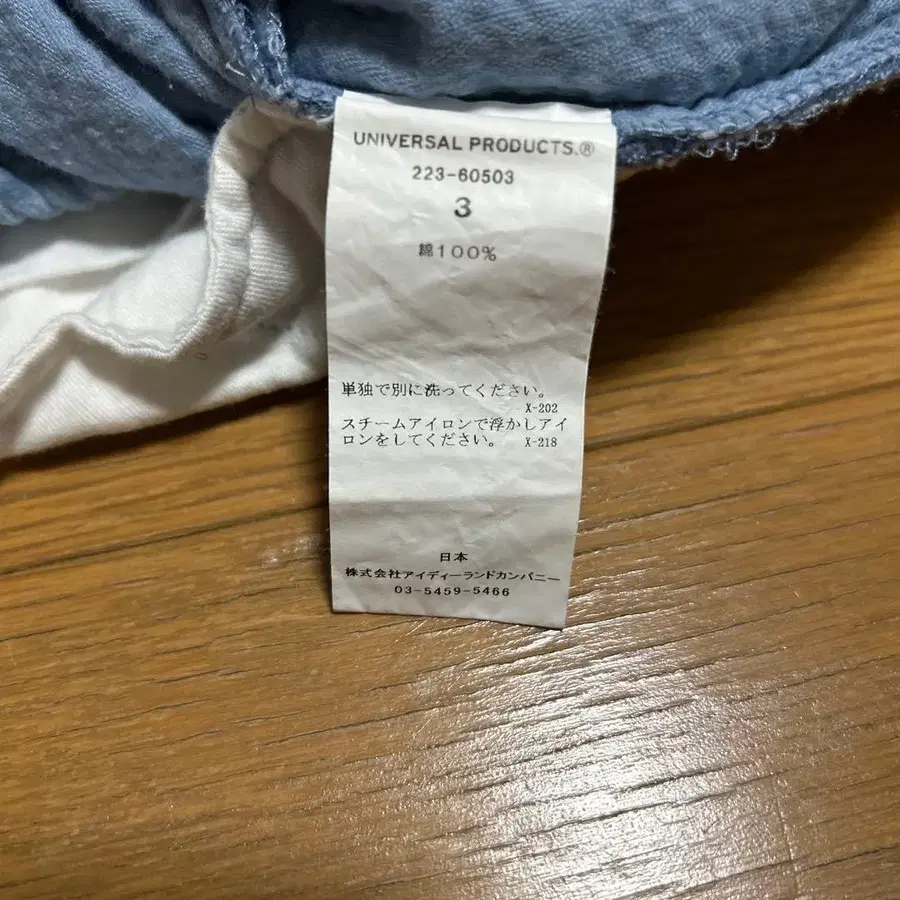 UNIVERSAL PRODUCTS.®
223-60503
3
綿100%
単独で別に洗ってください。
X-202
スチームアイロンで浮かしアイ
ロンをしてください。 X-218
日本
株式会社アイディーランドカンパニー
03-5459-5466